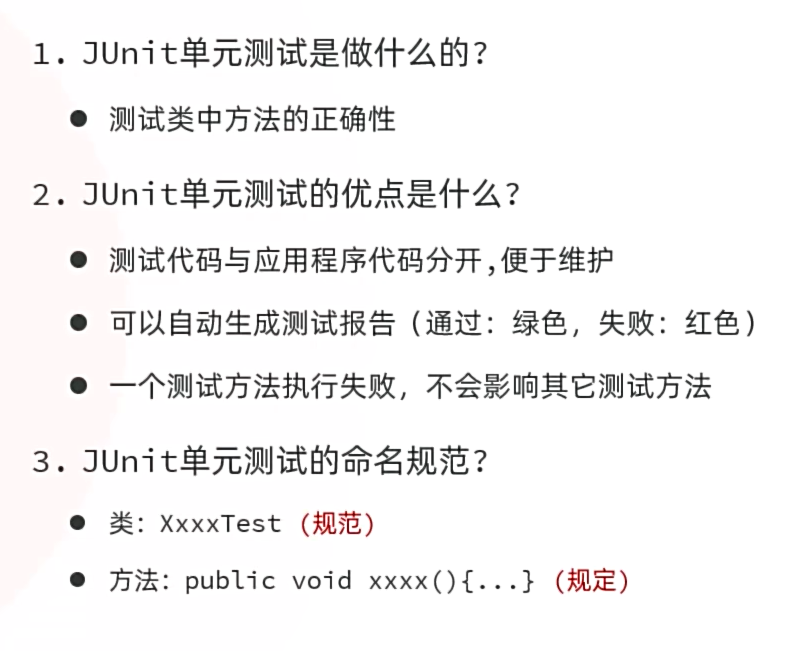 1. JUnit单元测试是做什么的?
● 测试类中方法的正确性
2. JUnit单元测试的优点是什么?
● 测试代码与应用程序代码分开,便于维护
● 可以自动生成测试报告(通过：绿色，失败：红色)
● 一个测试方法执行失败，不会影响其它测试方法
3. JUnit单元测试的命名规范?
● 类：XxxxTest (规范)
● 方法：public void xxxx(){...} (规定)